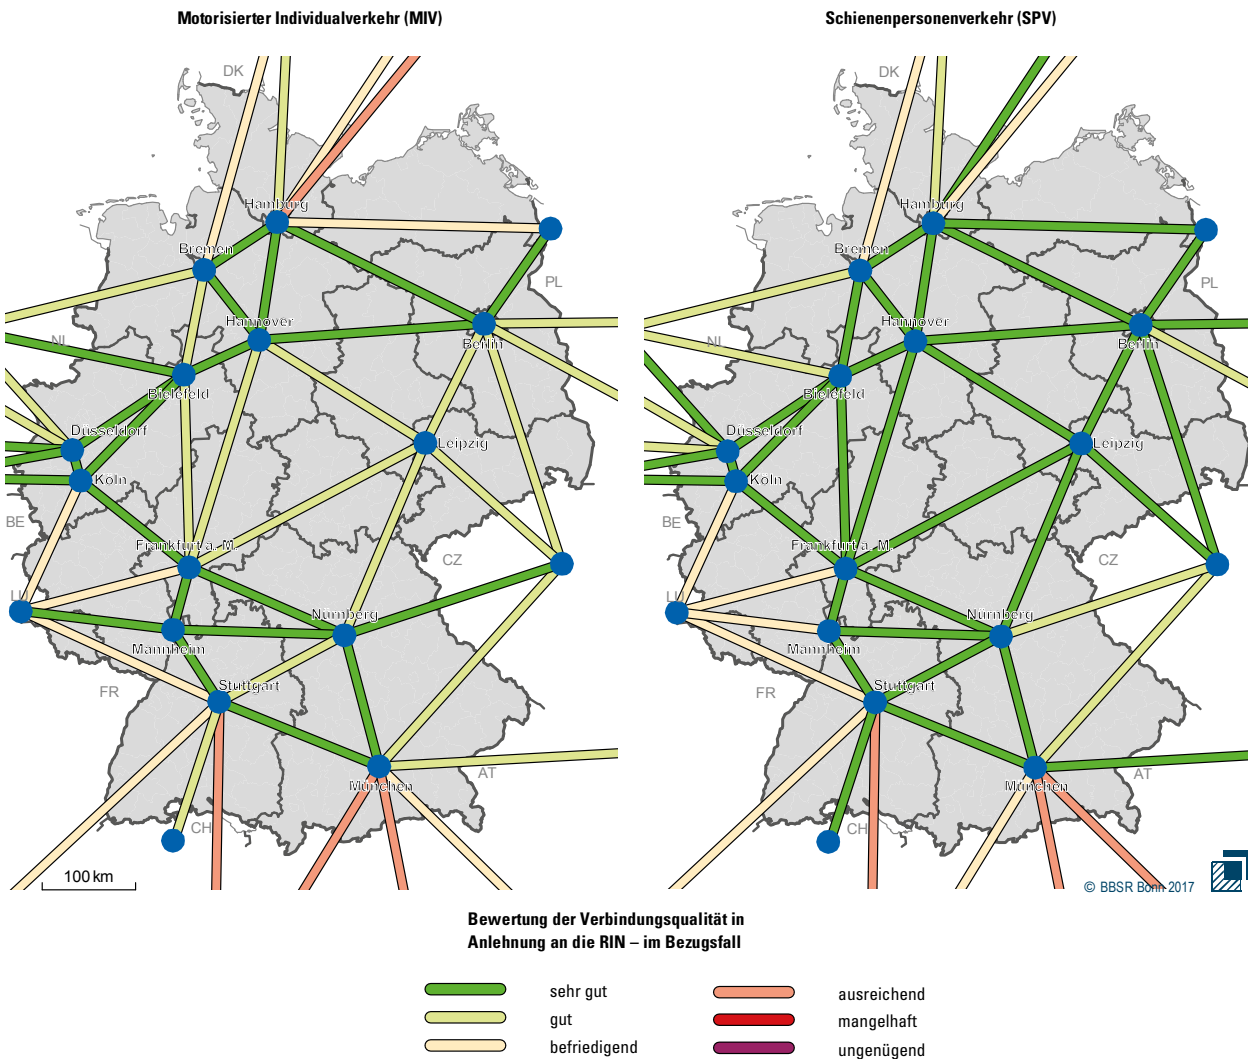 Motorisierter Individualverkehr (MIV)
Schienenpersonenverkehr (SPV)
DK
Hamburg
Bremen
PL
NI
Hannover
Berlin
Bielefeld
Düsseldorf
Leipzig
Köln
BE
Frankfurt a. M.
CZ
LU
Nürnberg
Mannheim
FR
Stuttgart
AT
München
CH
100 km
DK
Hamburg
Bremen
PL
NI
Hannover
Berlin
Bielefeld
Düsseldorf
Leipzig
Köln
BE
Frankfurt a. M.
CZ
LU
Nürnberg
Mannheim
FR
Stuttgart
AT
München
CH
© BBSR Bonn 2017
Bewertung der Verbindungsqualität in
Anlehnung an die RIN – im Bezugsfall
sehr gut
gut
befriedigend
ausreichend
mangelhaft
ungenügend